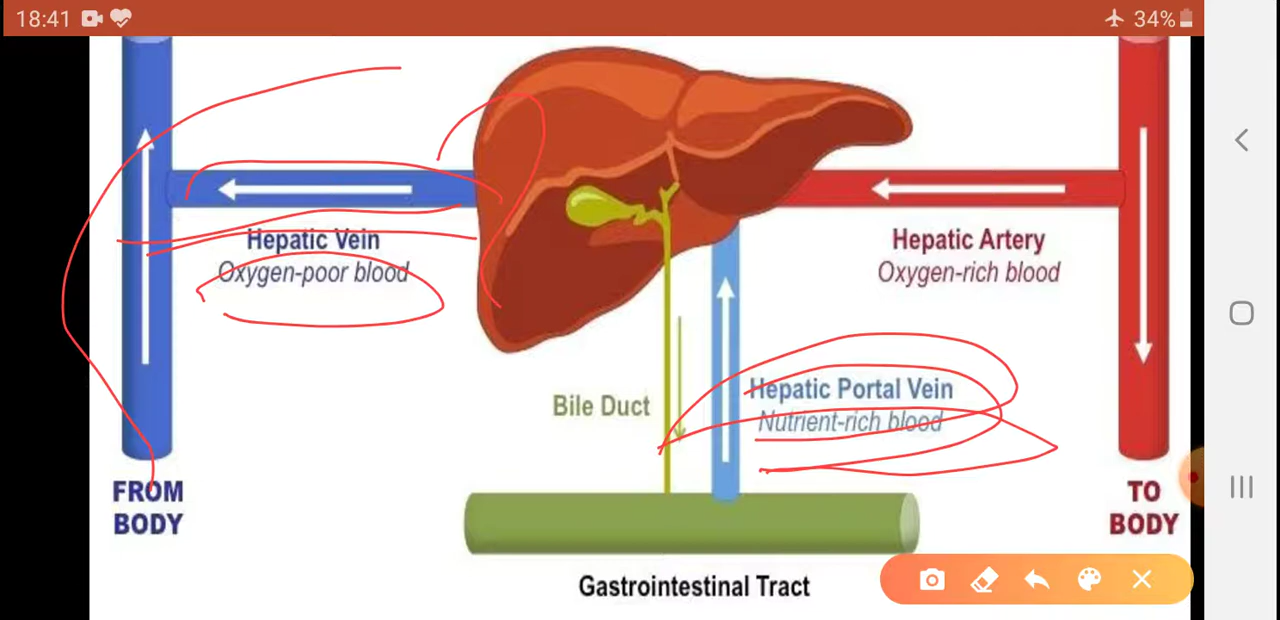 18:41
34%
Hepatic Vein
Oxygen-poor blood
Hepatic Artery
Oxygen-rich blood
Bile Duct
Hepatic Portal Vein
Nutrient-rich blood
FROM
BODY
TO
BODY
Gastrointestinal Tract